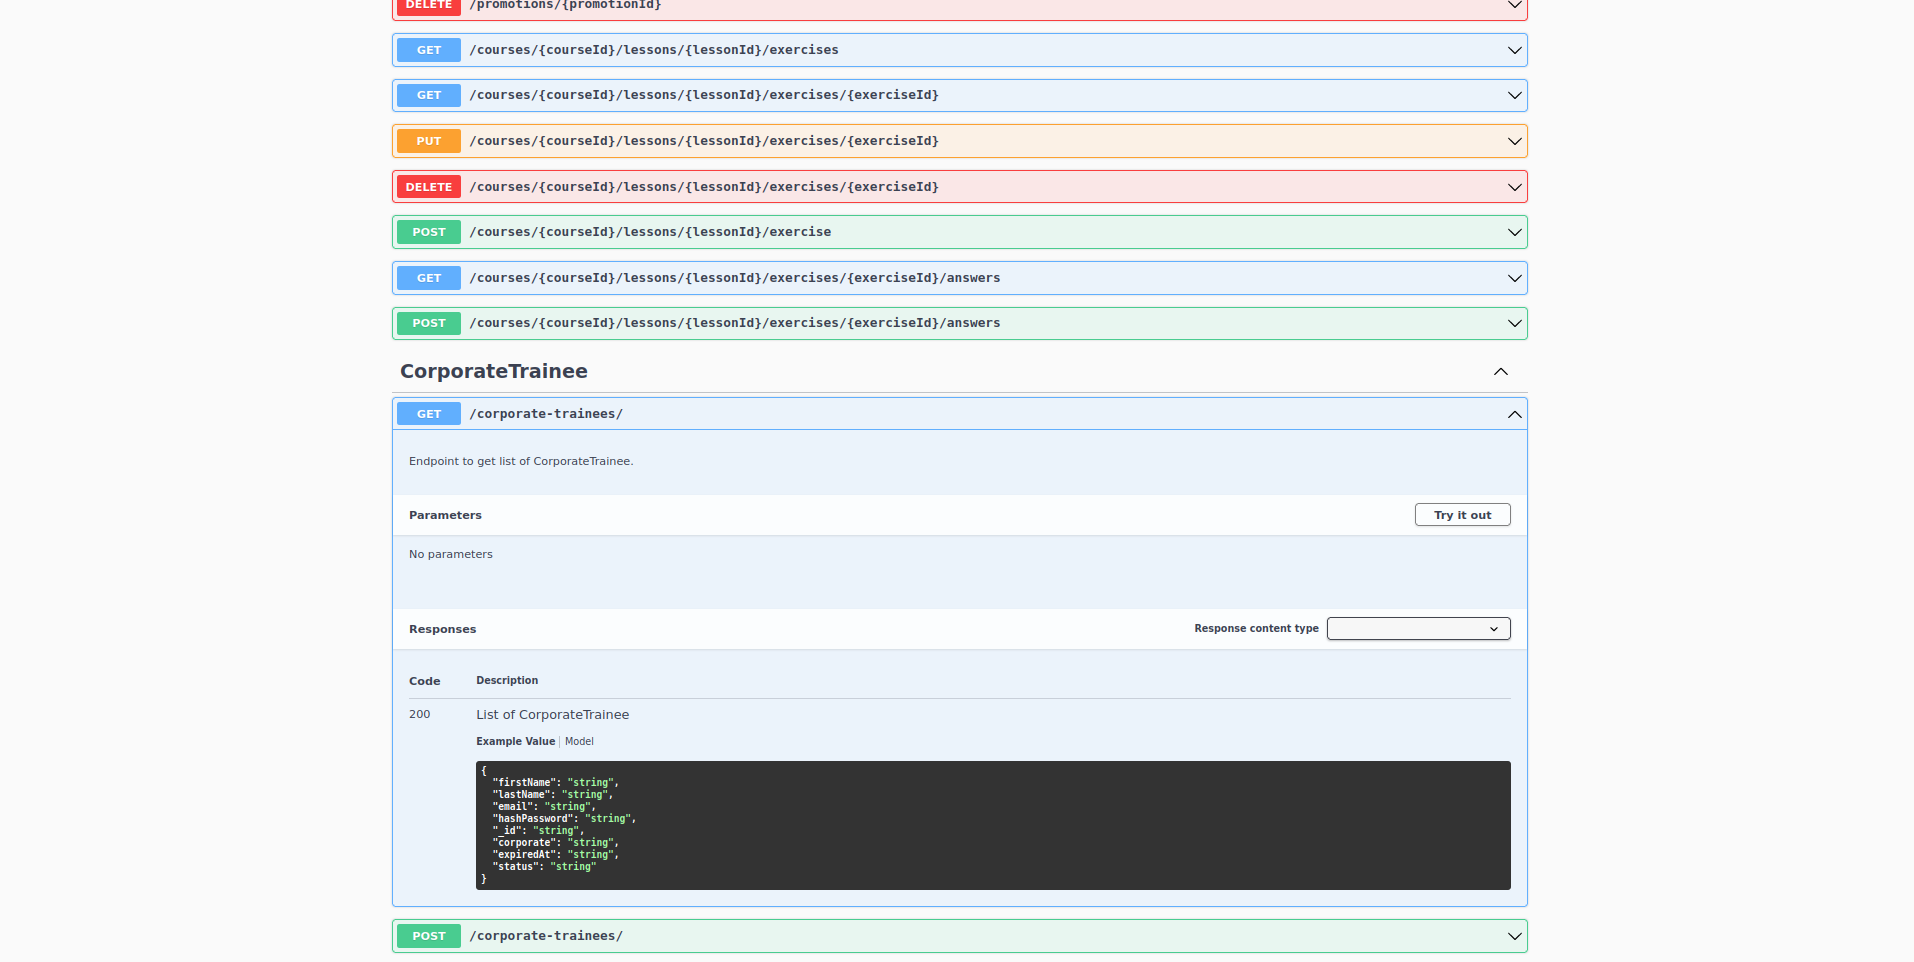 DELETE /promotions/{promotionId}
GET /courses/{courseId}/lessons/{lessonId}/exercises
GET /courses/{courseId}/lessons/{lessonId}/exercises/{exerciseId}
PUT /courses/{courseId}/lessons/{lessonId}/exercises/{exerciseId}
DELETE /courses/{courseId}/lessons/{lessonId}/exercises/{exerciseId}
POST /courses/{courseId}/lessons/{lessonId}/exercise
GET /courses/{courseId}/lessons/{lessonId}/exercises/{exerciseId}/answers
POST /courses/{courseId}/lessons/{lessonId}/exercises/{exerciseId}/answers
CorporateTrainee
GET /corporate-trainees/
Endpoint to get list of CorporateTrainee.
Parameters Try it out
No parameters
Responses Response content type
Code Description
200 List of CorporateTrainee
Example Value Model
{
"firstName": "string",
"lastName": "string",
"email": "string",
"hashPassword": "string",
"_id": "string",
"corporate": "string",
"expiredAt": "string",
"status": "string"
}
POST /corporate-trainees/